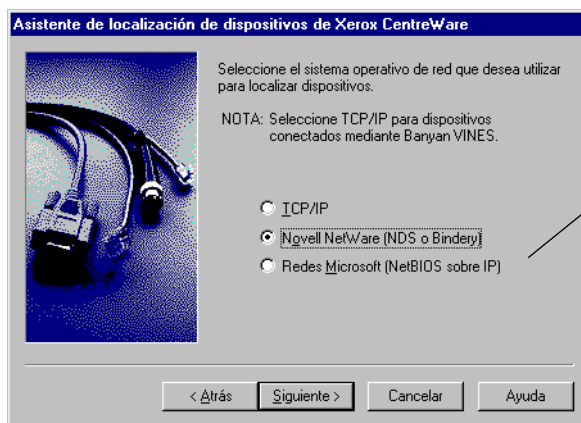 Asistente de localización de dispositivos de Xerox CentreWare
Seleccione el sistema operativo de red que desea utilizar
para localizar dispositivos.
NOTA: Seleccione TCP/IP para dispositivos
conectados mediante Banyan VINES.
TCP/IP
Novell NetWare (NDS o Bindery)
Redes Microsoft (NetBIOS sobre IP)
< Atrás Siguiente > Cancelar Ayuda